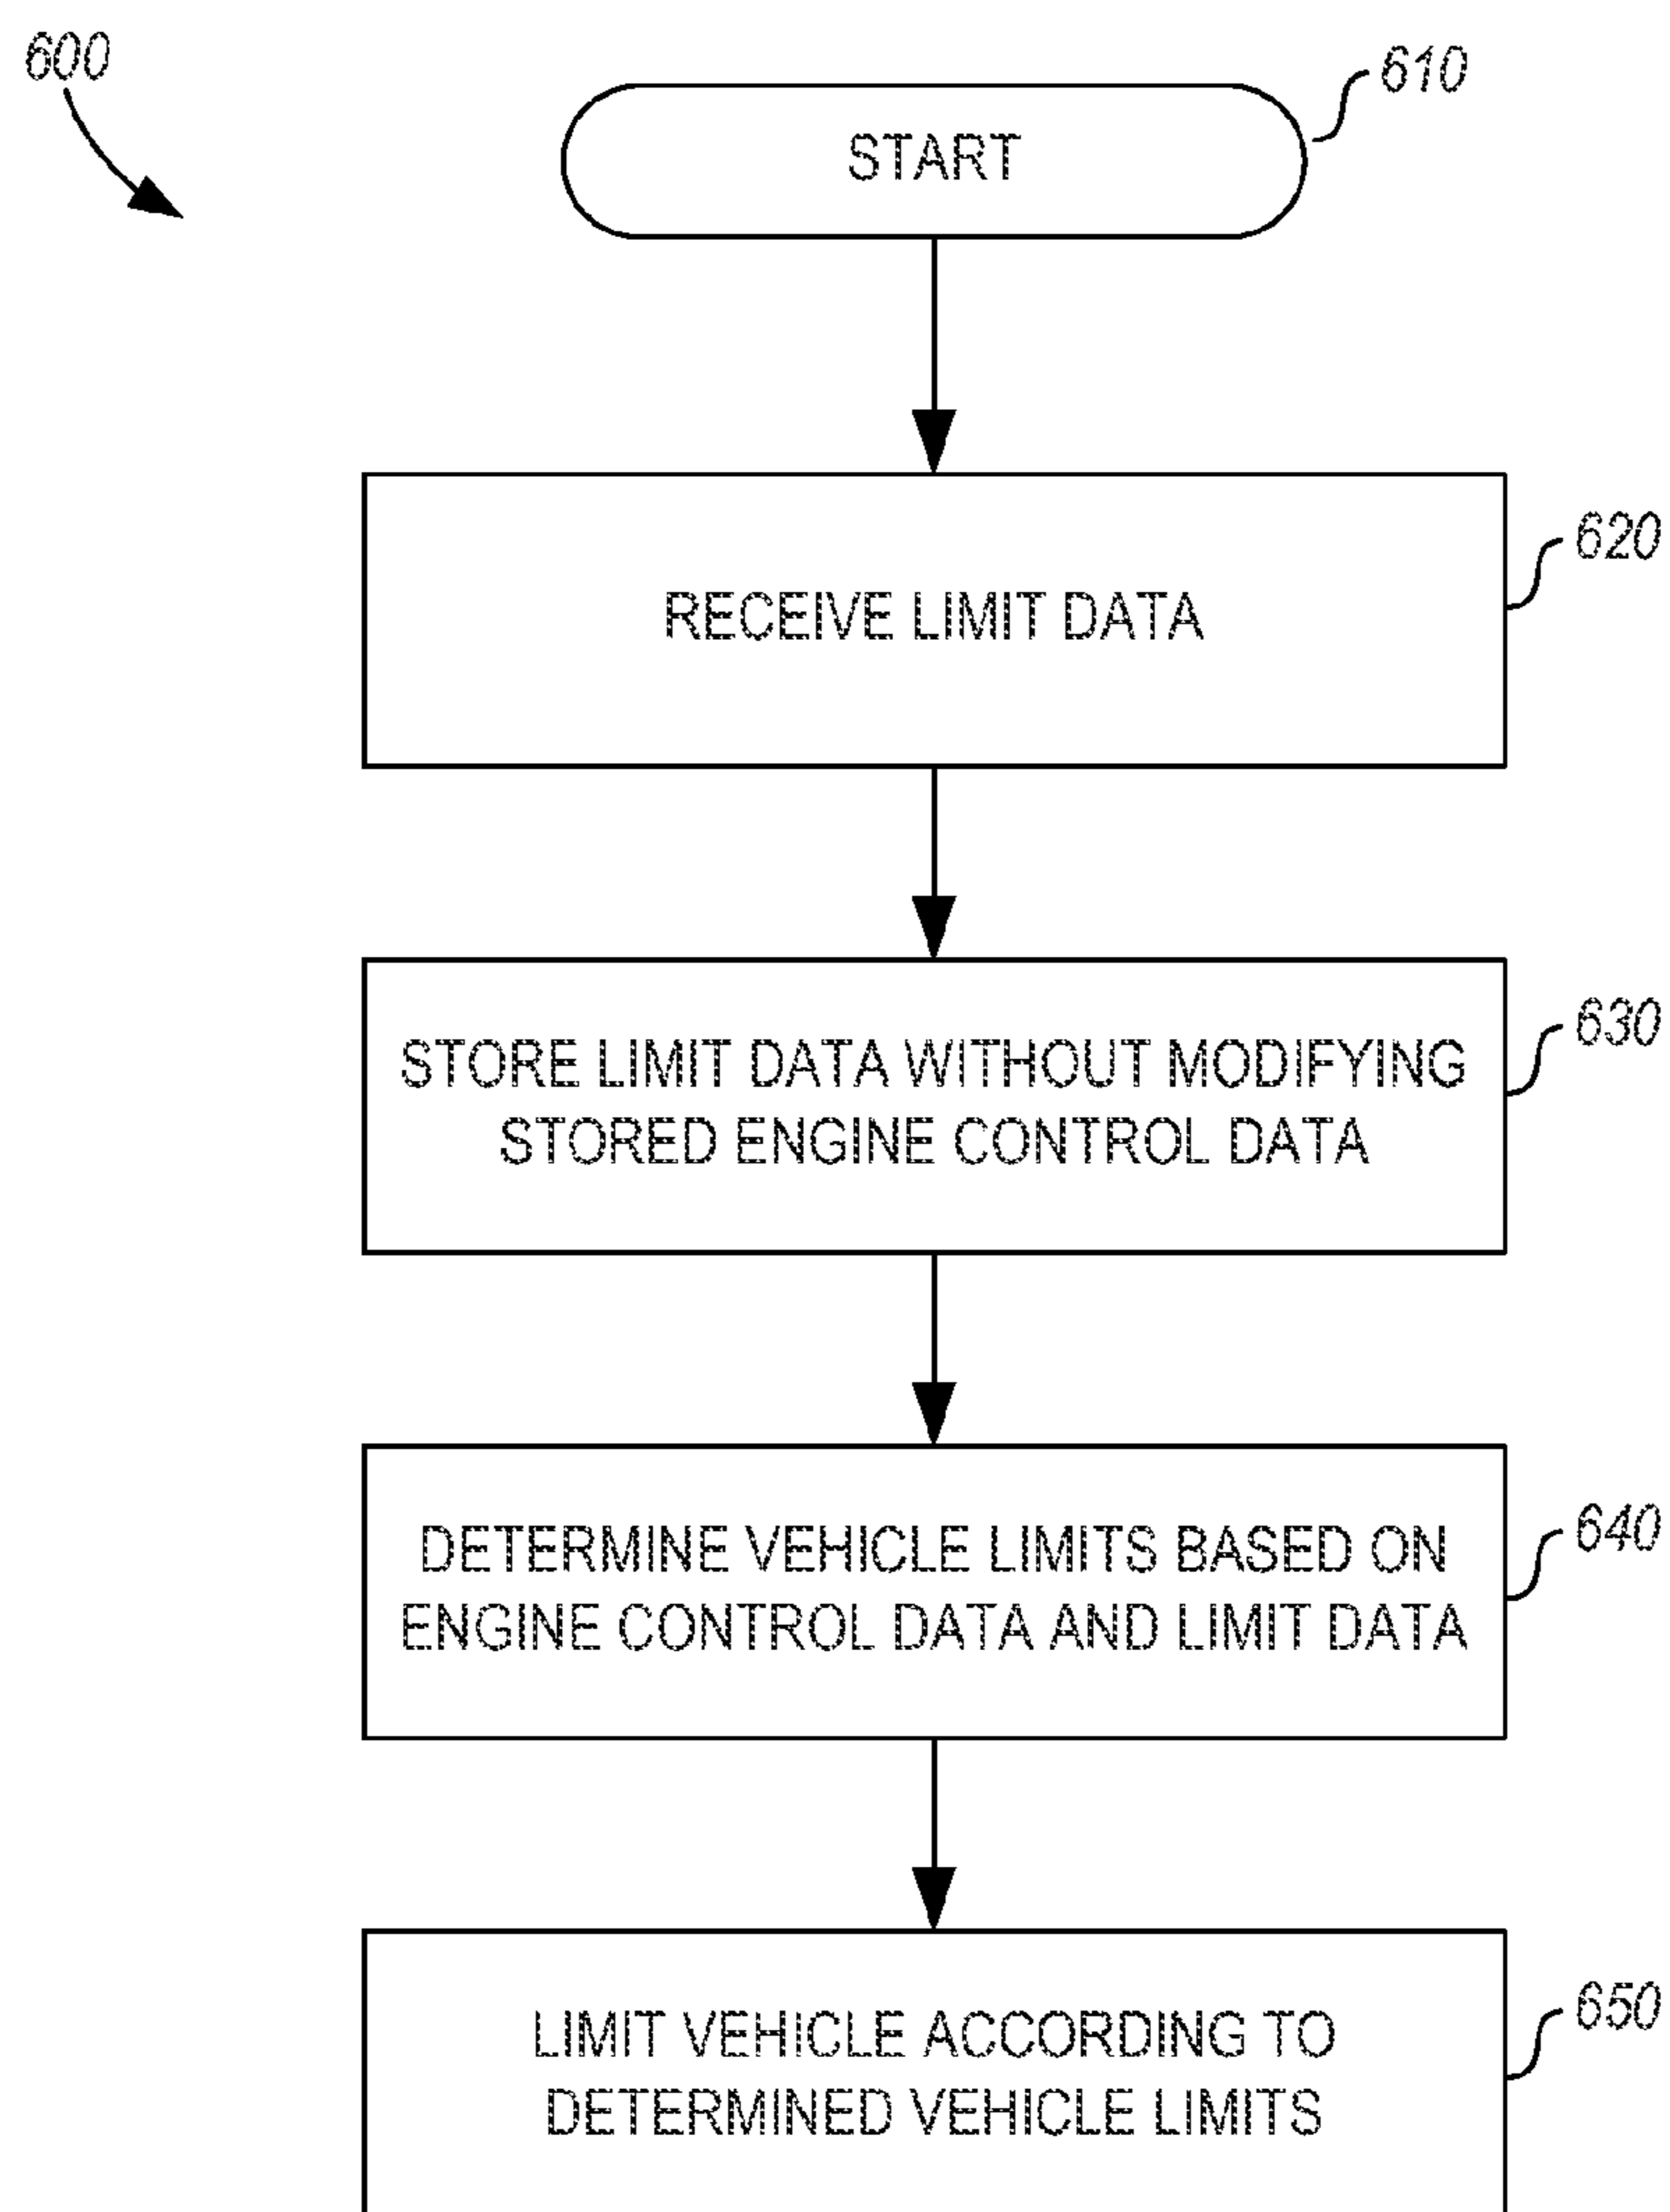 600
START
610
RECEIVE LIMIT DATA
620
STORE LIMIT DATA WITHOUT MODIFYING
STORED ENGINE CONTROL DATA
630
DETERMINE VEHICLE LIMITS BASED ON
ENGINE CONTROL DATA AND LIMIT DATA
640
LIMIT VEHICLE ACCORDING TO
DETERMINED VEHICLE LIMITS
650